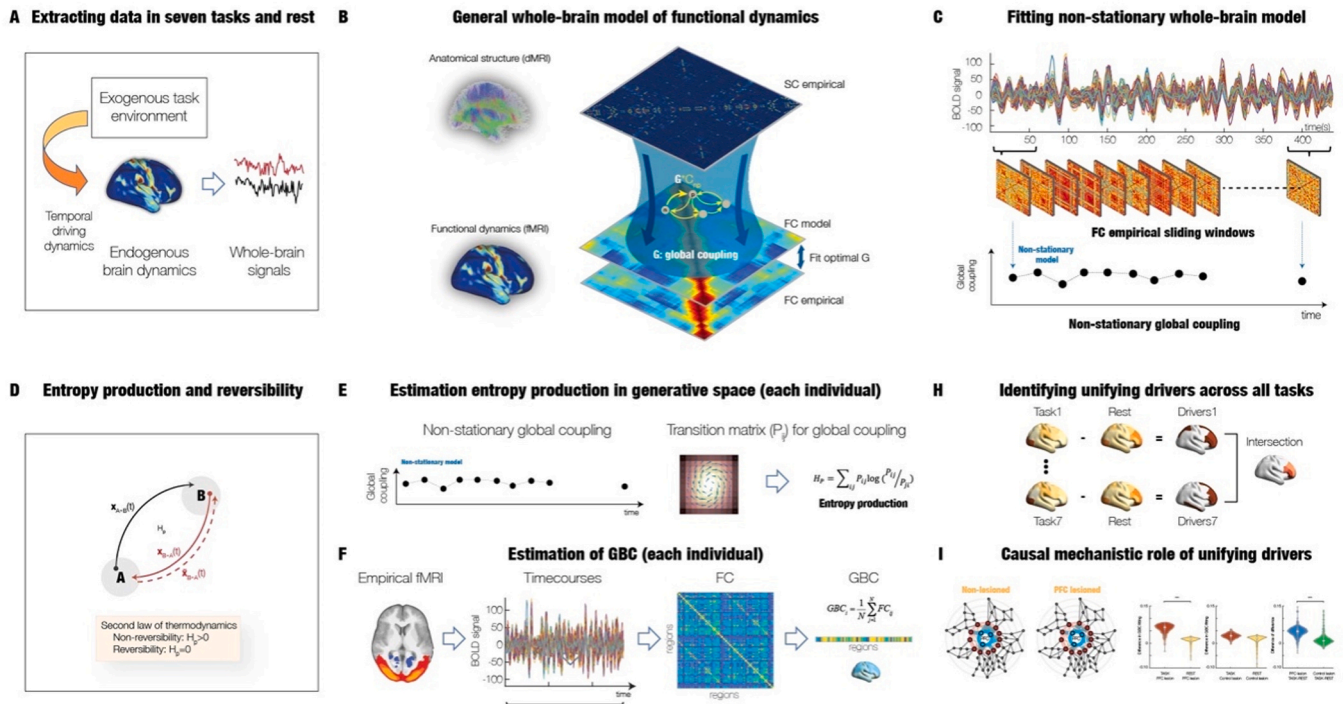 A Extracting data in seven tasks and rest
Exogenous task
environment
Temporal
driving
dynamics
Endogenous
brain dynamics
Whole-brain
signals
B General whole-brain model of functional dynamics
Anatomical structure (dMRI)
SC empirical
FC model
Functional dynamics (fMRI)
G: global coupling
Fit optimal G
FC empirical
C Fitting non-stationary whole-brain model
BOLD signal
100
50
0
-50
-100
time(s)
50 100 150 200 250 300 350 400
FC empirical sliding windows
Non-stationary
model
Global
coupling
time
Non-stationary global coupling
D Entropy production and reversibility
B
A
Second law of thermodynamics
Non-reversibility: Hp>0
Reversibility: Hp=0
E Estimation entropy production in generative space (each individual)
Non-stationary global coupling
Transition matrix (Pij) for global coupling
Non-stationary model
Global
coupling
time
Entropy production
F Estimation of GBC (each individual)
Empirical fMRI
Timecourses
FC
GBC
BOLD signal
100
50
0
-50
-100
time
regions
regions
regions
H Identifying unifying drivers across all tasks
Task1 Rest Drivers1
- =
Intersection
- =
Task7 Rest Drivers7
I Causal mechanistic role of unifying drivers
Non-lesioned
PFC lesioned